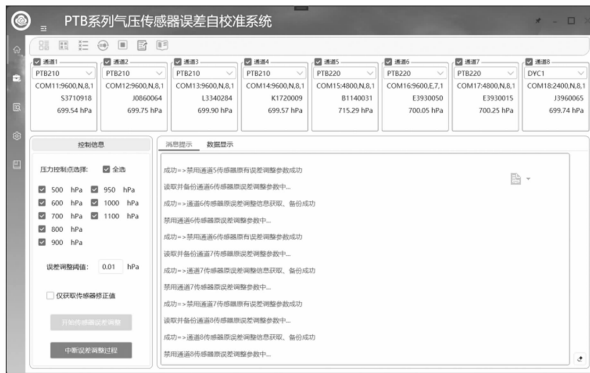 PTB系列气压传感器误差自校准系统
通道1
PTB210
COM11:9600,N,8,1
S3710918
699.54 hPa
通道2
PTB210
COM12:9600,N,8,1
J0860064
699.75 hPa
通道3
PTB210
COM13:9600,N,8,1
L3340284
699.90 hPa
通道4
PTB210
COM14:9600,N,8,1
K1720009
699.57 hPa
通道5
PTB220
COM15:4800,N,8,1
B1140031
715.29 hPa
通道6
PTB220
COM16:9600,E,7,1
E3930050
700.05 hPa
通道7
PTB220
COM17:4800,N,8,1
E3930015
700.25 hPa
通道8
DYC1
COM18:2400,N,8,1
J3960065
699.74 hPa
控制信息
压力控制点选择: 全选
500 hPa 950 hPa
600 hPa 1000 hPa
700 hPa 1100 hPa
800 hPa
900 hPa
误差调整阈值: 0.01 hPa
仅获取传感器修正值
开始传感器误差调整
中断误差调整过程
消息提示 数据显示
成功=>禁用通道5传感器原有误差调整参数成功
读取并备份通道6传感器原误差调整参数中...
成功=>通道6传感器原误差调整信息获取、备份成功
禁用通道6传感器原误差调整参数中...
成功=>禁用通道6传感器原有误差调整参数成功
读取并备份通道7传感器原误差调整参数中...
成功=>通道7传感器原误差调整信息获取、备份成功
禁用通道7传感器原误差调整参数中...
成功=>禁用通道7传感器原有误差调整参数成功
读取并备份通道8传感器原误差调整参数中...
成功=>通道8传感器原误差调整信息获取、备份成功
禁用通道8传感器原误差调整参数中...